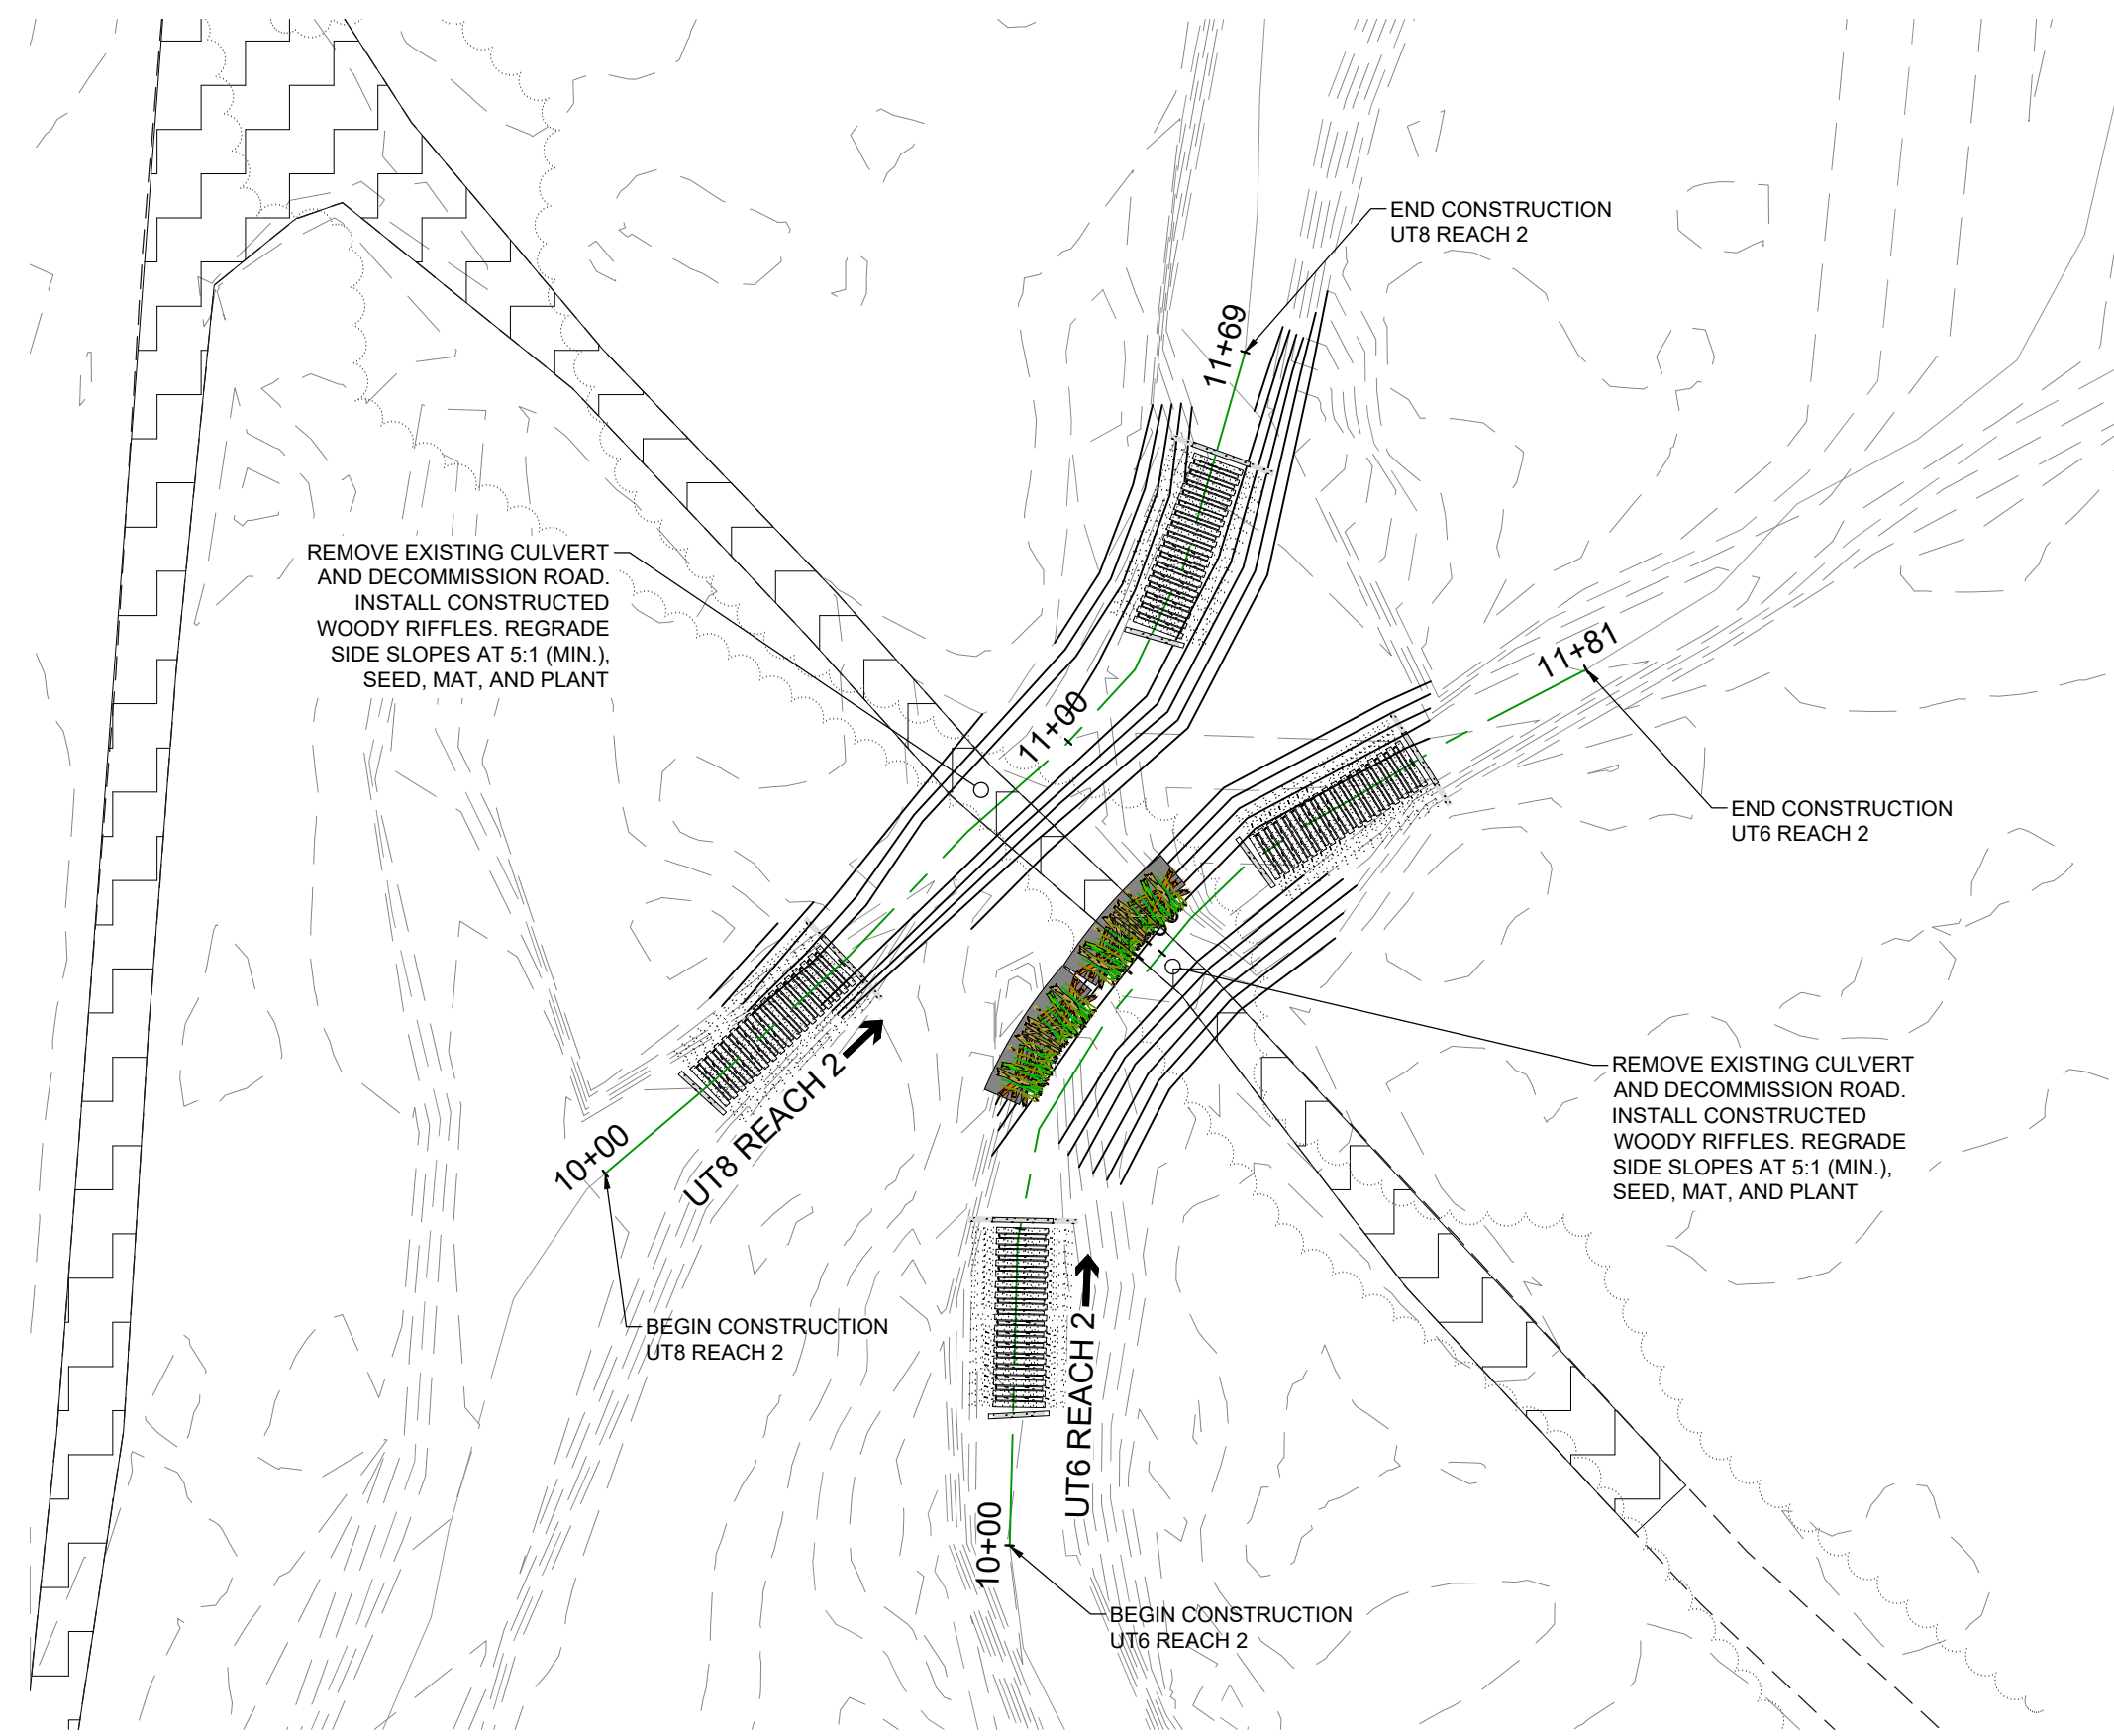 END CONSTRUCTION
UT8 REACH 2
11+69
REMOVE EXISTING CULVERT
AND DECOMMISSION ROAD.
INSTALL CONSTRUCTED
WOODY RIFFLES. REGRADE
SIDE SLOPES AT 5:1 (MIN.),
SEED, MAT, AND PLANT
11+00
11+81
END CONSTRUCTION
UT6 REACH 2
REMOVE EXISTING CULVERT
AND DECOMMISSION ROAD.
INSTALL CONSTRUCTED
WOODY RIFFLES. REGRADE
SIDE SLOPES AT 5:1 (MIN.),
SEED, MAT, AND PLANT
10+00
UT8 REACH 2
BEGIN CONSTRUCTION
UT8 REACH 2
UT6 REACH 2
10+00
BEGIN CONSTRUCTION
UT6 REACH 2